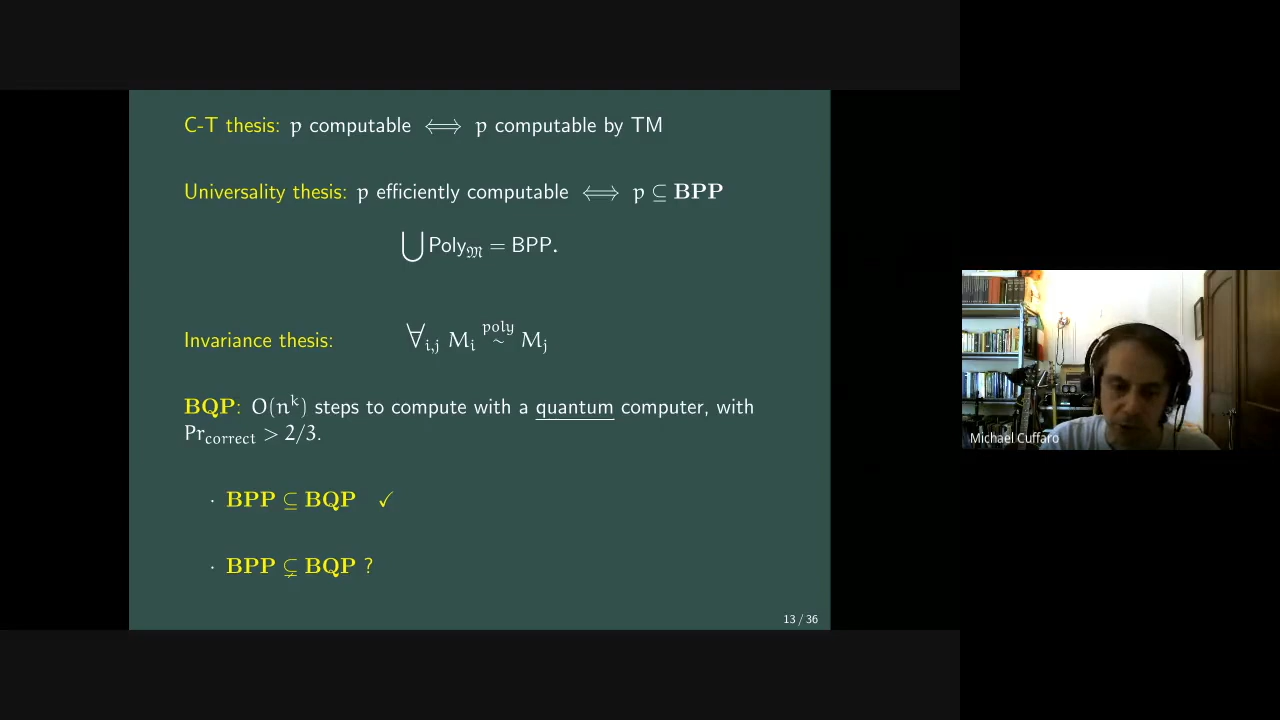 C-T thesis: p computable ⟺ p computable by TM
Universality thesis: p efficiently computable ⟺ p ⊆ BPP
⋃ Poly𝔐 = BPP.
Invariance thesis: ∀i,j Mi poly~ Mj
BQP: O(n^k) steps to compute with a quantum computer, with
Pr_correct > 2/3.
· BPP ⊆ BQP ✓
· BPP ⊊ BQP ?
13 / 36
Michael Cuffaro